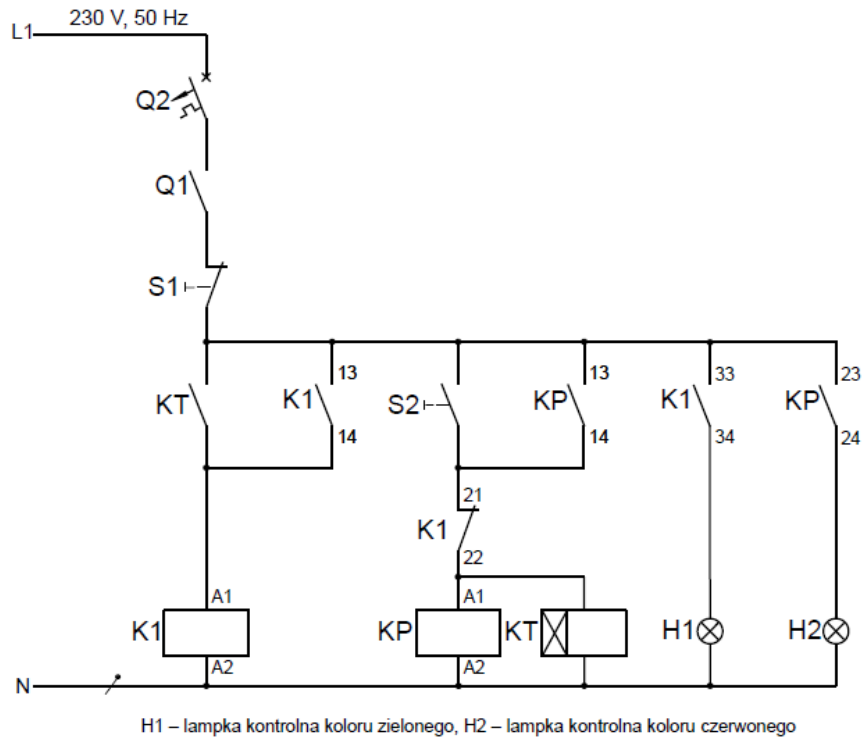 230 V, 50 Hz
L1
Q2
Q1
S1
13 13 33 23
KT K1 S2 KP K1 KP
14 14 34 24
21
K1
22
A1 A1
K1 KP KT H1 H2
A2 A2
N
H1 – lampka kontrolna koloru zielonego, H2 – lampka kontrolna koloru czerwonego